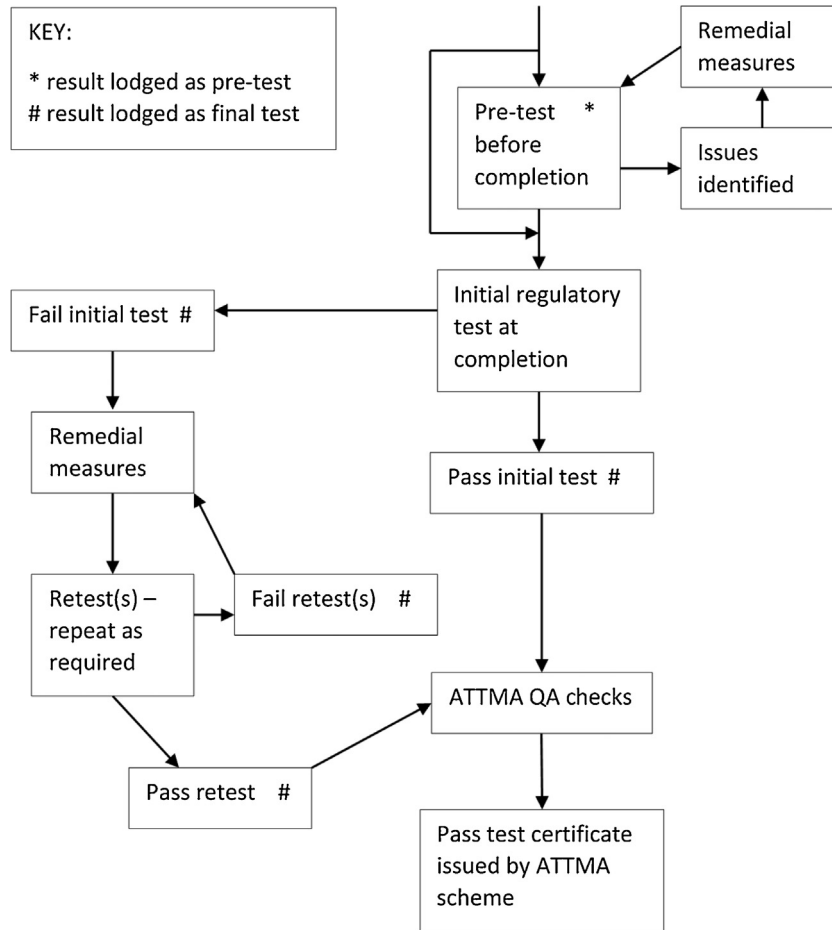 KEY:
* result lodged as pre-test
# result lodged as final test
Pre-test *
before
completion
Remedial
measures
Issues
identified
Initial regulatory
test at
completion
Fail initial test #
Remedial
measures
Pass initial test #
Retest(s) –
repeat as
required
Fail retest(s) #
ATTMA QA checks
Pass retest #
Pass test certificate
issued by ATTMA
scheme